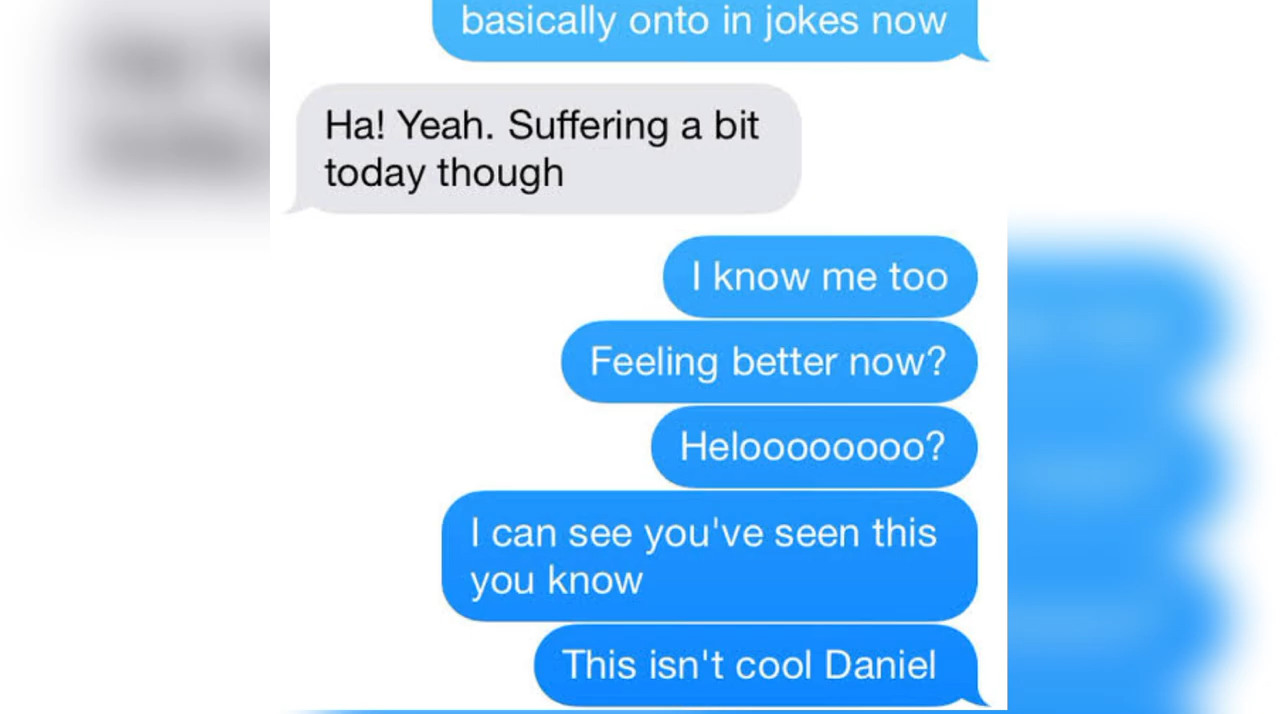 basically onto in jokes now
Ha! Yeah. Suffering a bit
today though
I know me too
Feeling better now?
Helooooooooo?
I can see you've seen this
you know
This isn't cool Daniel